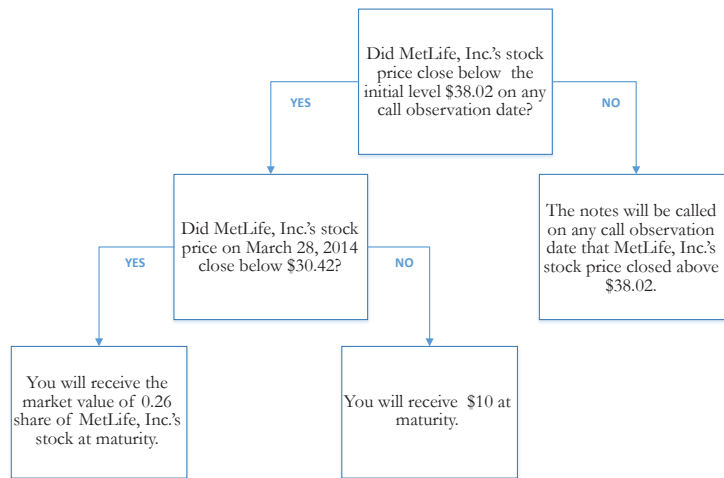 Did MetLife, Inc.'s stock
price close below the
initial level $38.02 on any
call observation date?
YES
NO
Did MetLife, Inc.'s stock
price on March 28, 2014
close below $30.42?
The notes will be called
on any call observation
date that MetLife, Inc.'s
stock price closed above
$38.02.
YES
NO
You will receive the
market value of 0.26
share of MetLife, Inc.'s
stock at maturity.
You will receive $10 at
maturity.